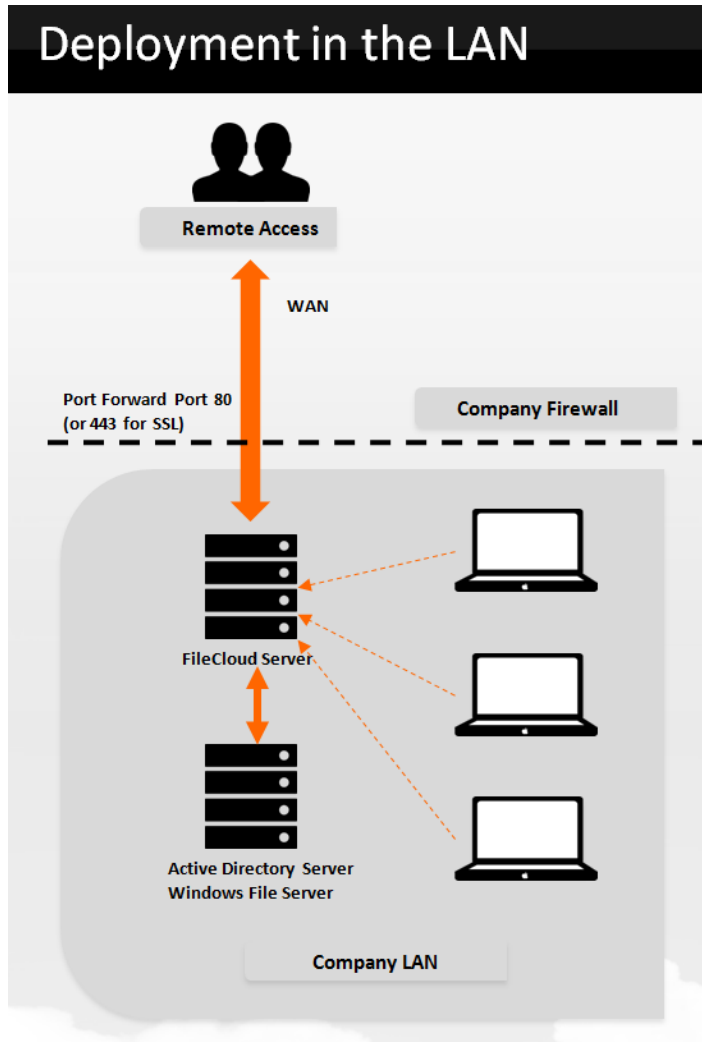 Deployment in the LAN
Remote Access
WAN
Port Forward Port 80
(or 443 for SSL)
Company Firewall
FileCloud Server
Active Directory Server
Windows File Server
Company LAN